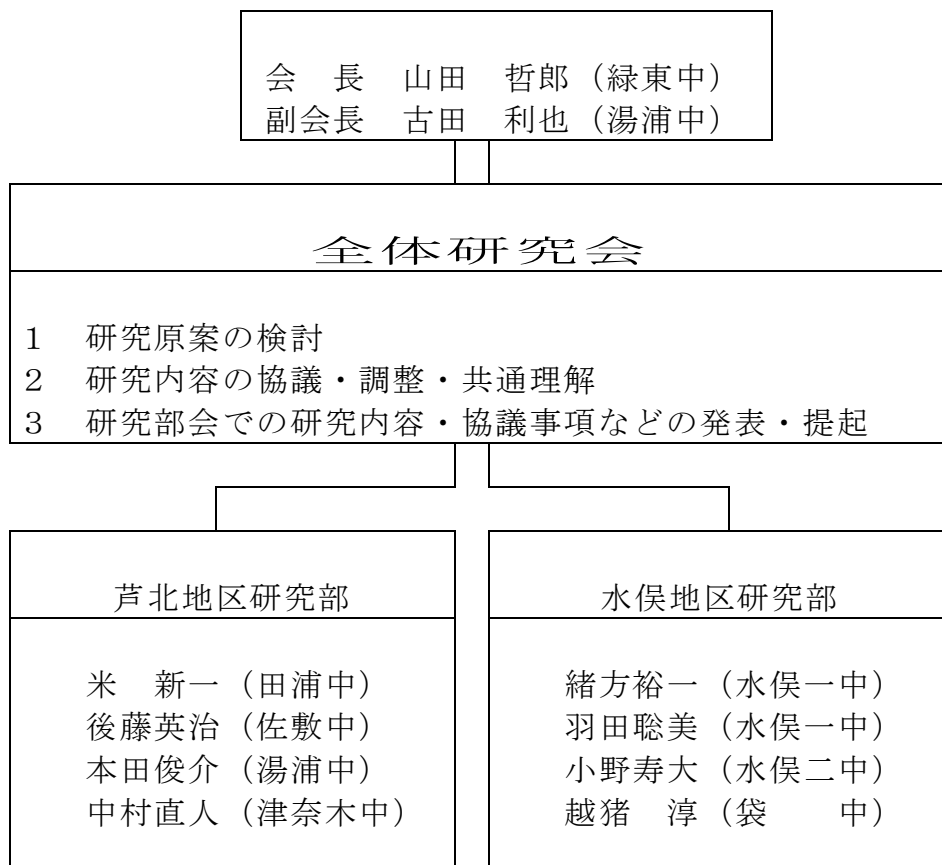 会　長　山田　哲郎（緑東中）
副会長　古田　利也（湯浦中）
全体研究会
１　研究原案の検討
２　研究内容の協議・調整・共通理解
３　研究部会での研究内容・協議事項などの発表・提起
芦北地区研究部
米　新一（田浦中）
後藤英治（佐敷中）
本田俊介（湯浦中）
中村直人（津奈木中）
水俣地区研究部
緒方裕一（水俣一中）
羽田聡美（水俣一中）
小野寿大（水俣二中）
越猪　淳（袋　　中）